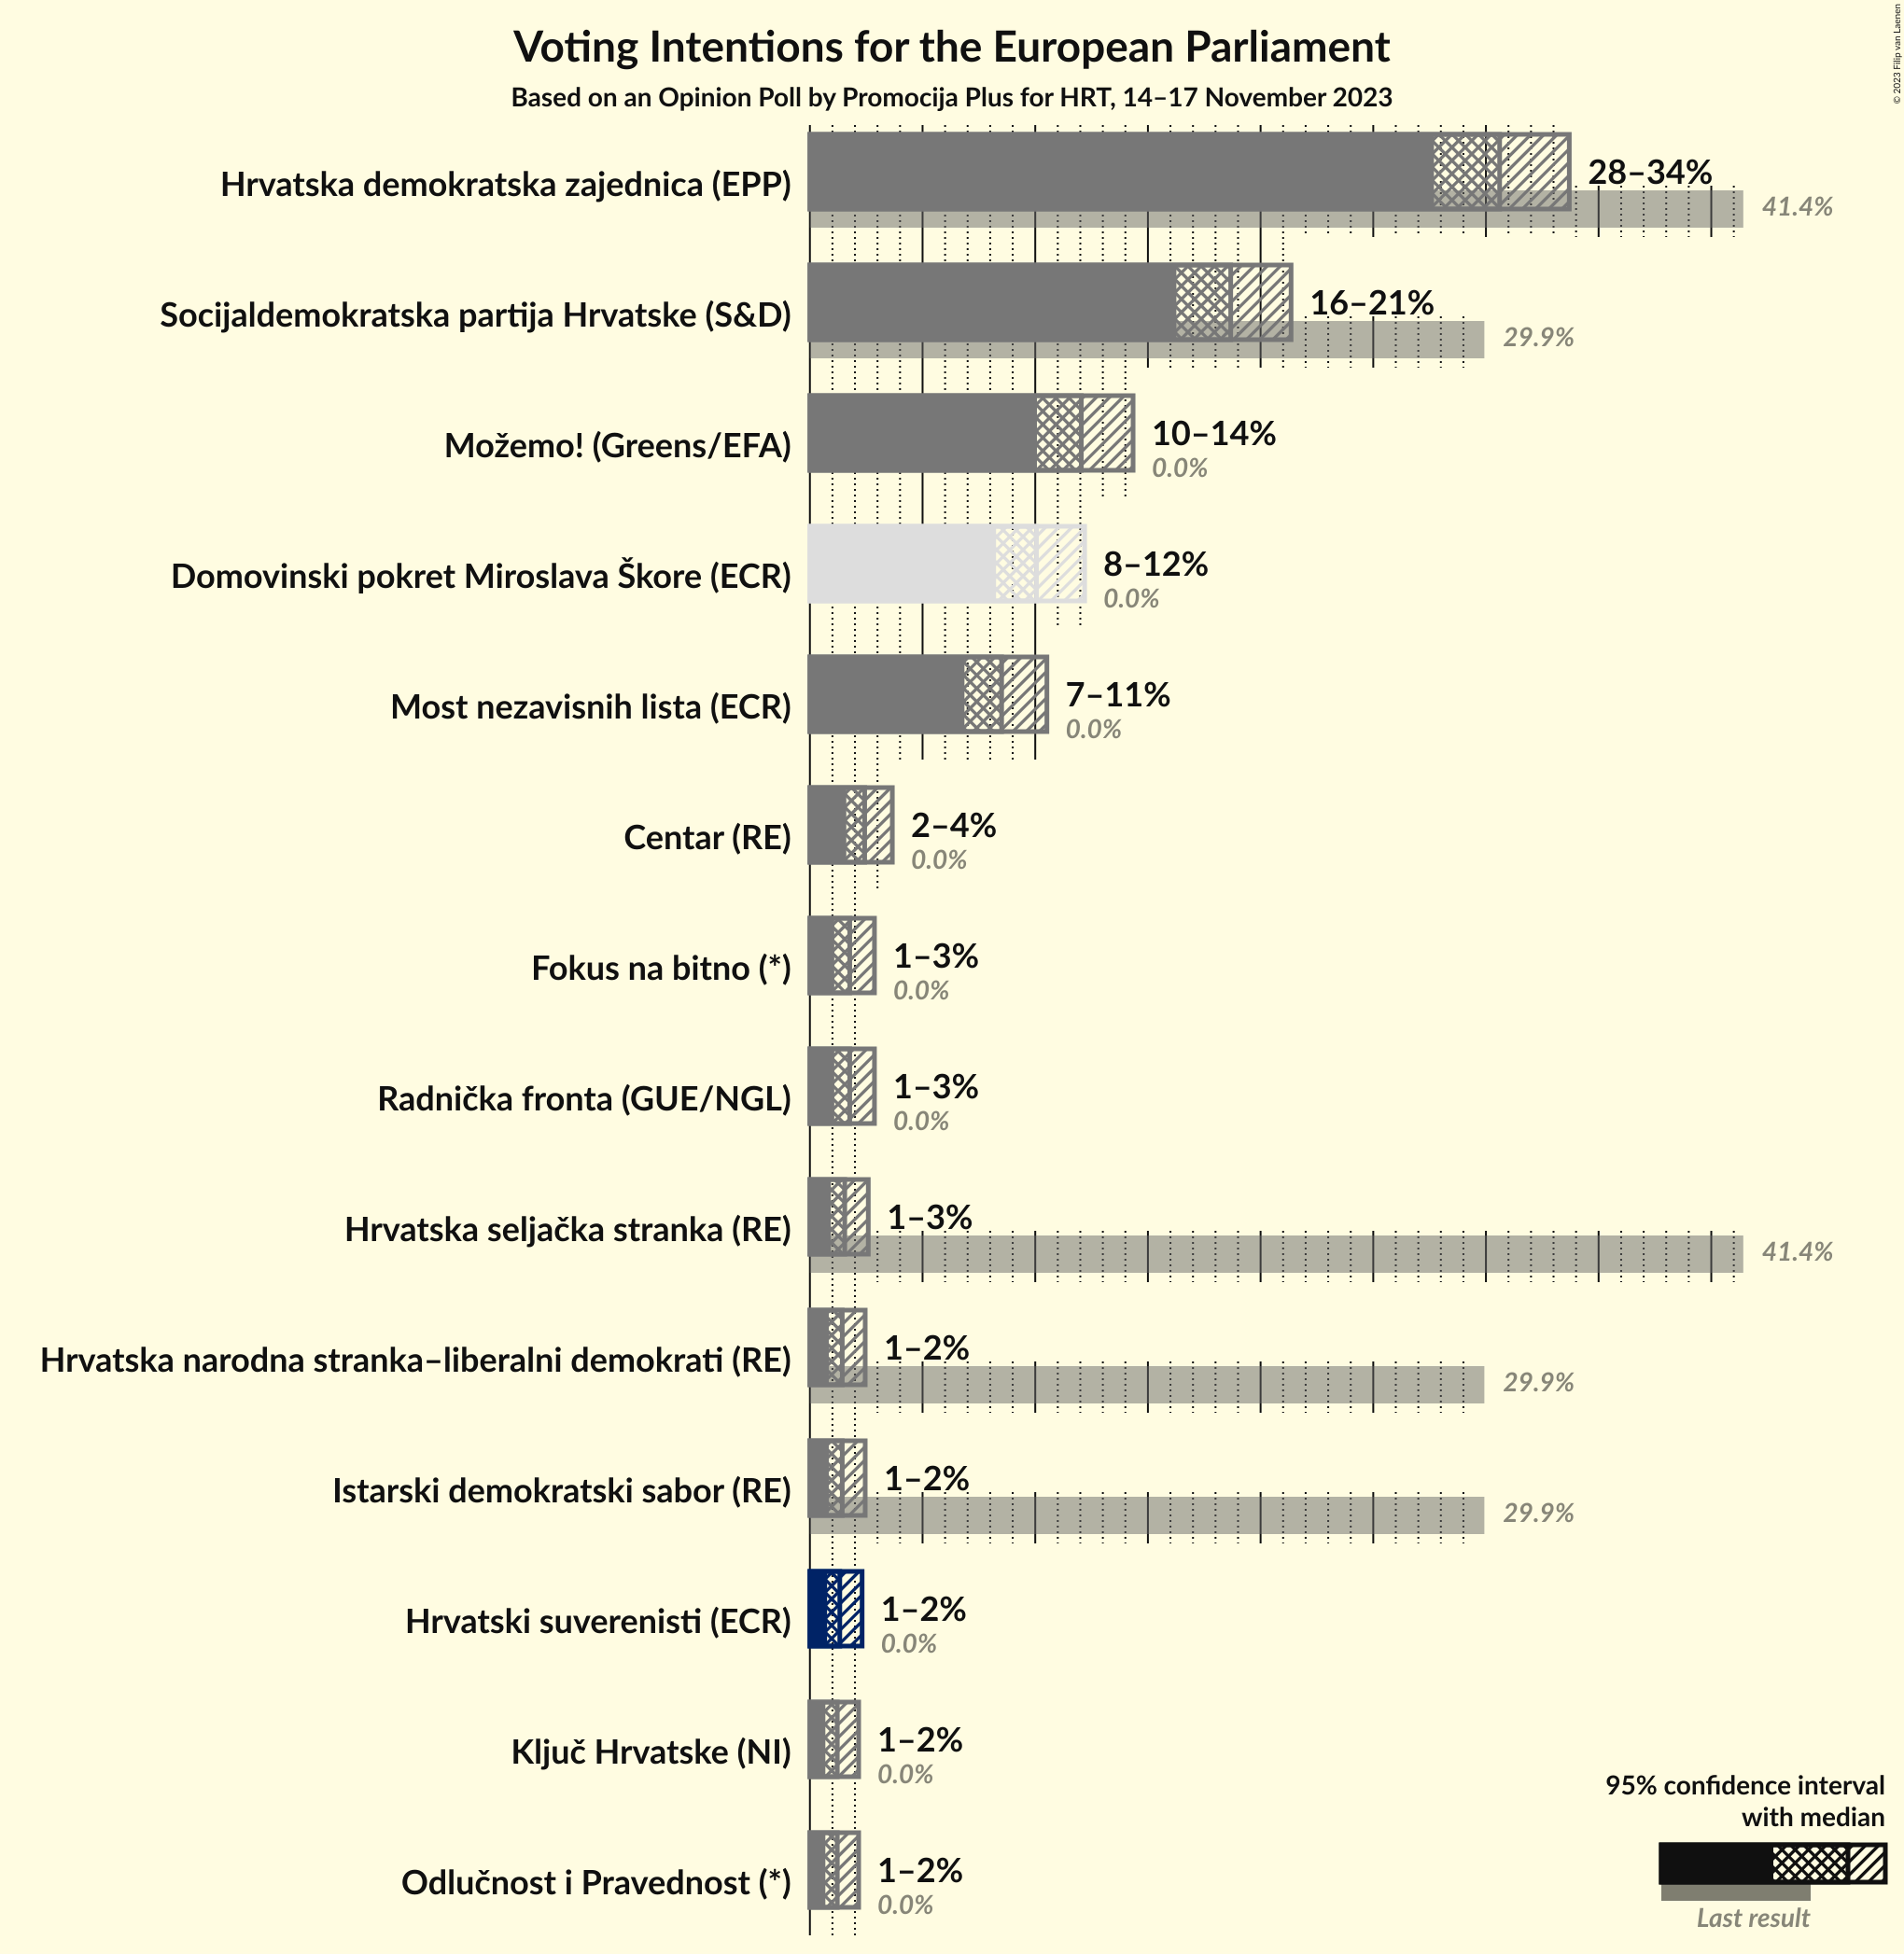 Voting Intentions for the European Parliament
Based on an Opinion Poll by Promocija Plus for HRT, 14–17 November 2023
© 2023 Filip van Laenen
Hrvatska demokratska zajednica (EPP)
28–34%
41.4%
Socijaldemokratska partija Hrvatske (S&D)
16–21%
29.9%
Možemo! (Greens/EFA)
10–14%
0.0%
Domovinski pokret Miroslava Škore (ECR)
8–12%
0.0%
Most nezavisnih lista (ECR)
7–11%
0.0%
Centar (RE)
2–4%
0.0%
Fokus na bitno (*)
1–3%
0.0%
Radnička fronta (GUE/NGL)
1–3%
0.0%
Hrvatska seljačka stranka (RE)
1–3%
41.4%
Hrvatska narodna stranka–liberalni demokrati (RE)
1–2%
29.9%
Istarski demokratski sabor (RE)
1–2%
29.9%
Hrvatski suverenisti (ECR)
1–2%
0.0%
Ključ Hrvatske (NI)
1–2%
0.0%
Odlučnost i Pravednost (*)
1–2%
0.0%
95% confidence interval
with median
Last result